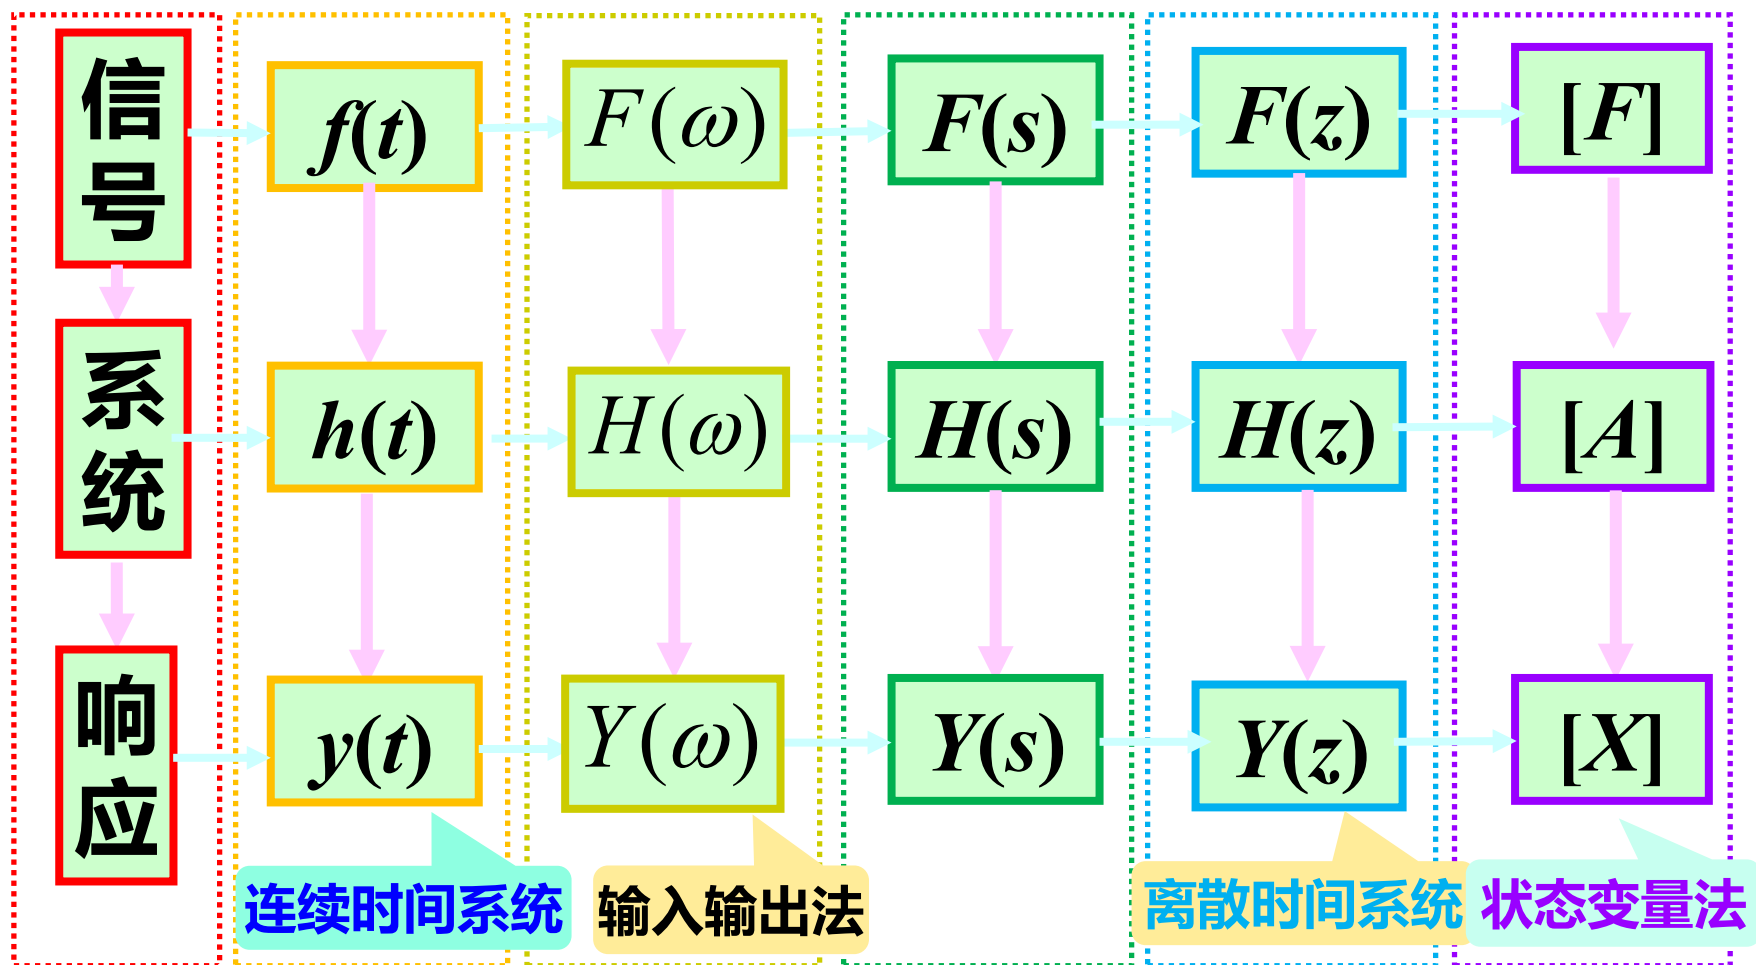 信号
f(t)
F(ω)
F(s)
F(z)
[F]
系统
h(t)
H(ω)
H(s)
H(z)
[A]
响应
y(t)
Y(ω)
Y(s)
Y(z)
[X]
连续时间系统
输入输出法
离散时间系统
状态变量法